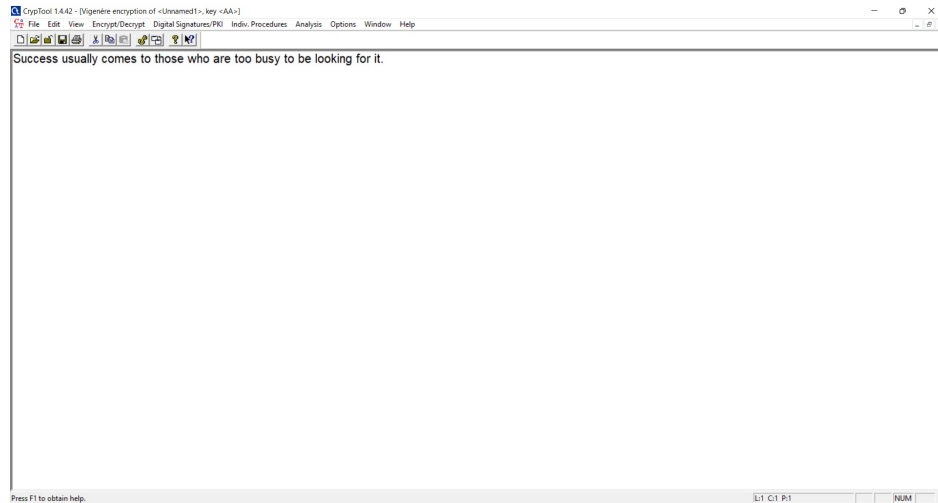 CrypTool 1.4.42 - [Vigenère encryption of <Unnamed1>, key <AA>]
File Edit View Encrypt/Decrypt Digital Signatures/PKI Indiv. Procedures Analysis Options Window Help
Success usually comes to those who are too busy to be looking for it.
Press F1 to obtain help. L:1 C:1 P:1 NUM